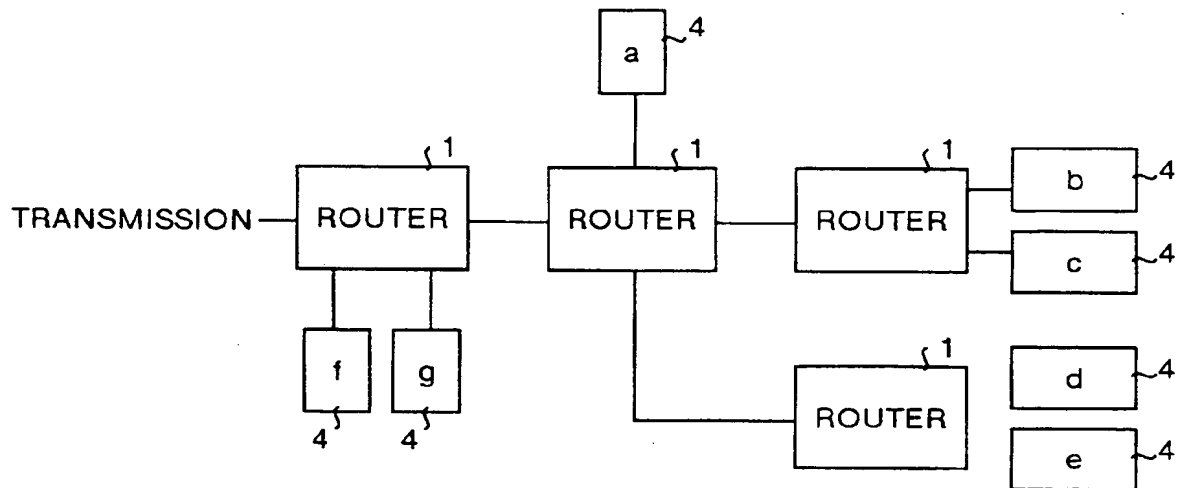 a 4
1 1 1
TRANSMISSION ROUTER ROUTER ROUTER b 4
c 4
f g
4 4
1
ROUTER d 4
e 4